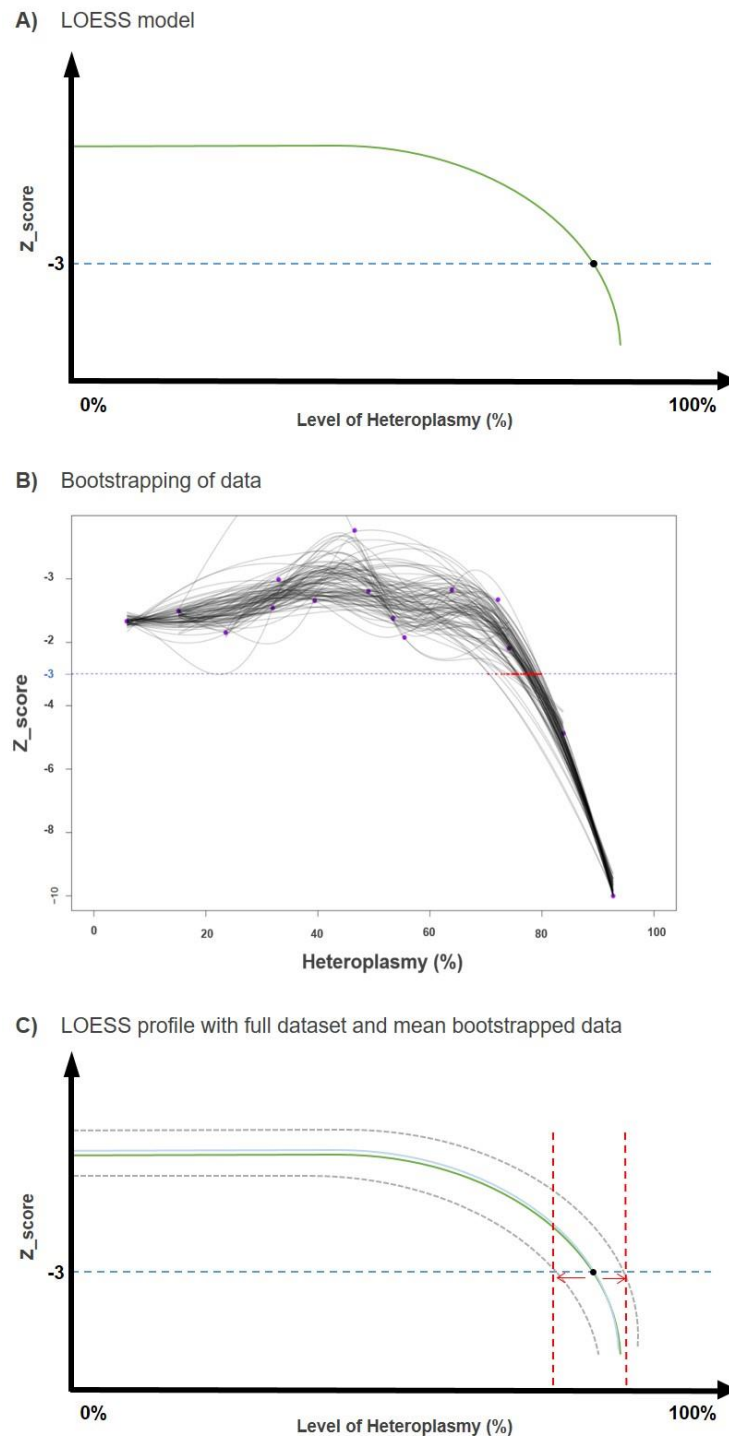 A) LOESS model
Z_score
-3
0%
100%
Level of Heteroplasmy (%)
B) Bootstrapping of data
-3
-2
-3
-4
-6
-8
-10
Z_score
0 20 40 60 80 100
Heteroplasmy (%)
C) LOESS profile with full dataset and mean bootstrapped data
Z_score
-3
0%
100%
Level of Heteroplasmy (%)